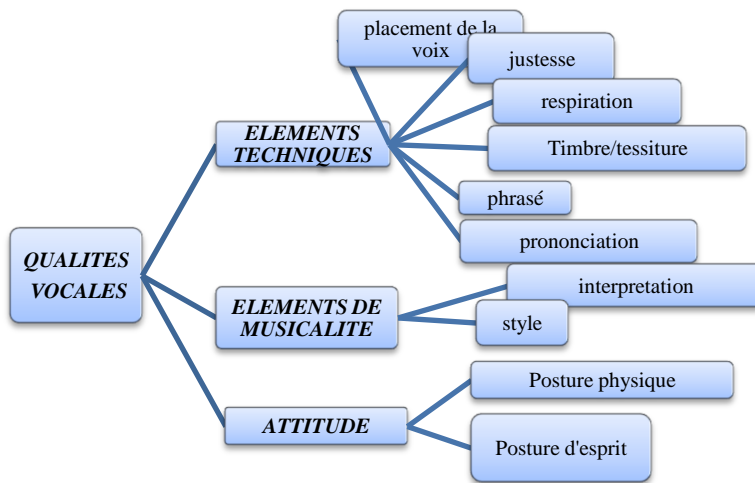 placement de la
voix
justesse
respiration
ELEMENTS
TECHNIQUES
Timbre/tessiture
phrasé
prononciation
QUALITES
VOCALES
interpretation
ELEMENTS DE
MUSICALITE
style
Posture physique
ATTITUDE
Posture d'esprit